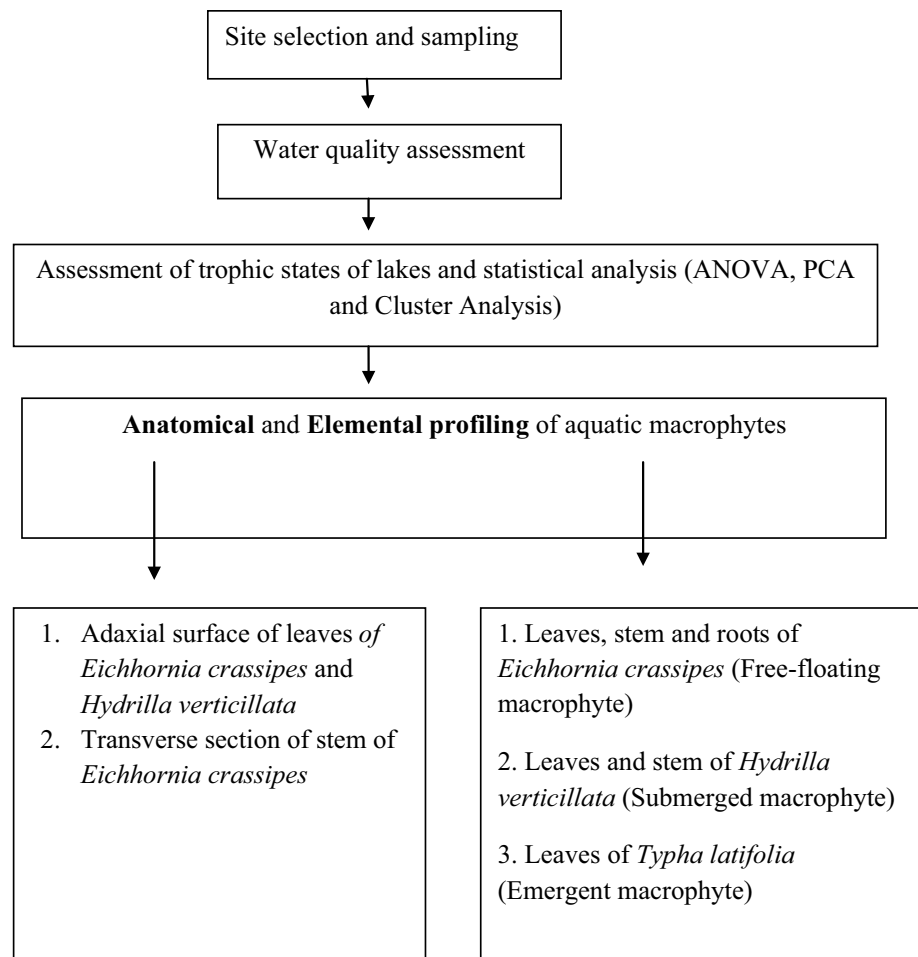 Site selection and sampling
Water quality assessment
Assessment of trophic states of lakes and statistical analysis (ANOVA, PCA
and Cluster Analysis)
Anatomical and Elemental profiling of aquatic macrophytes
1. Adaxial surface of leaves of
Eichhornia crassipes and
Hydrilla verticillata
2. Transverse section of stem of
Eichhornia crassipes
1. Leaves, stem and roots of
Eichhornia crassipes (Free-floating
macrophyte)
2. Leaves and stem of Hydrilla
verticillata (Submerged macrophyte)
3. Leaves of Typha latifolia
(Emergent macrophyte)